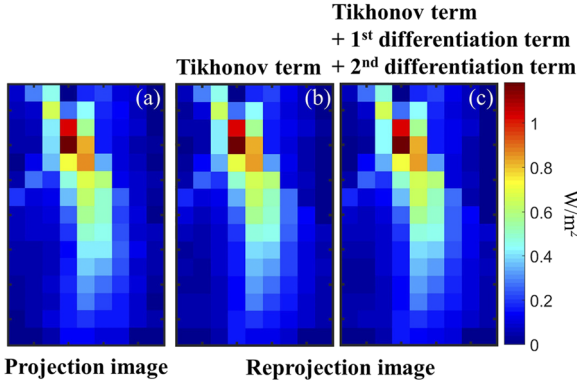 Tikhonov term
+ 1st differentiation term
Tikhonov term + 2nd differentiation term
(a) (b) (c)
1
0.8
0.6
0.4
0.2
0
W/m²
Projection image Reprojection image